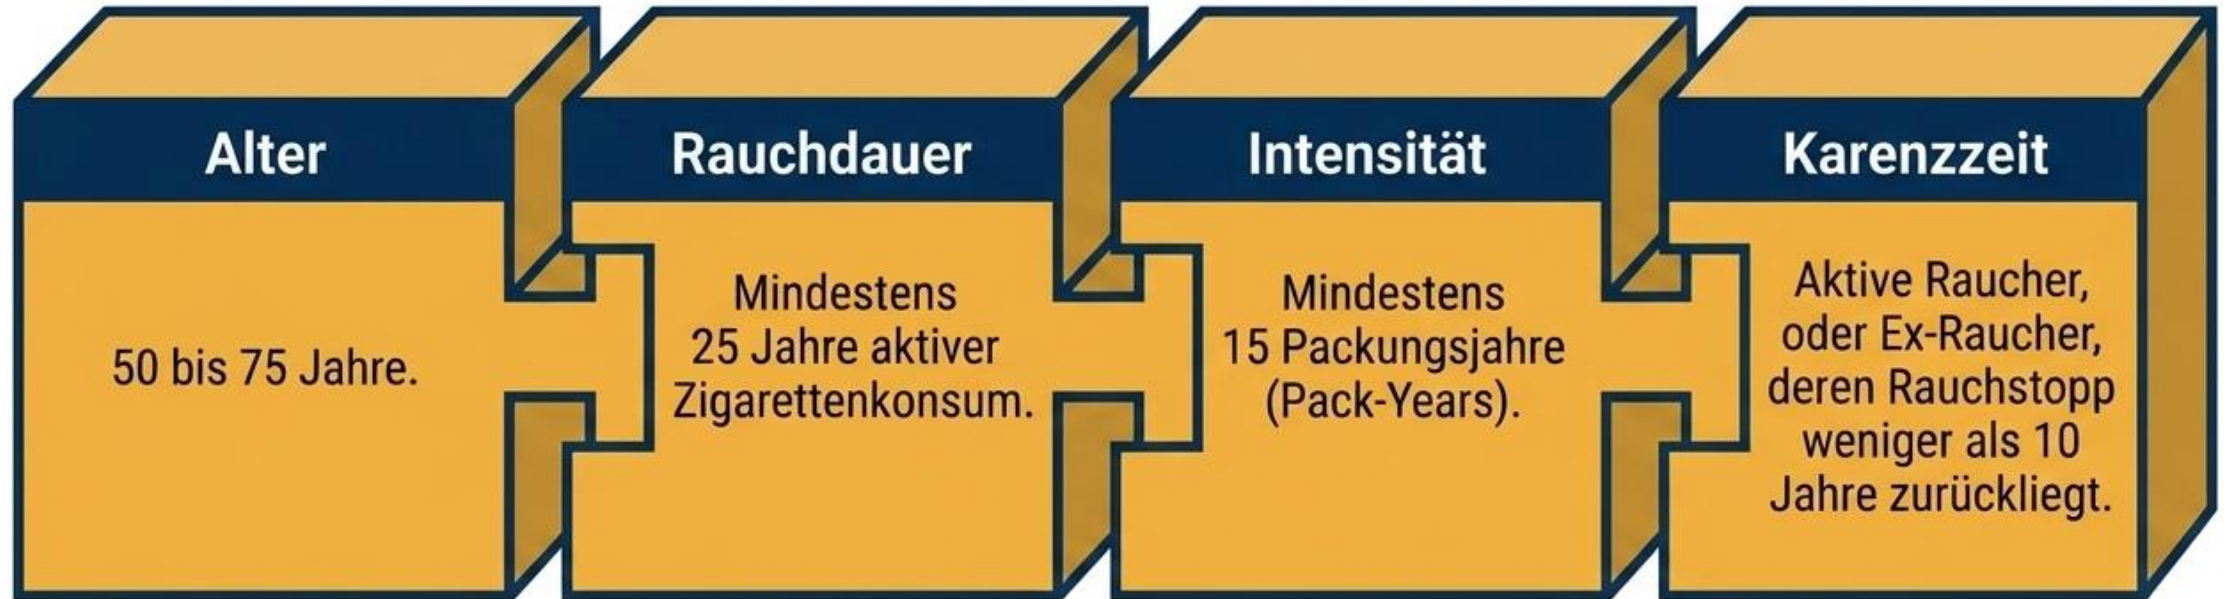 Alter
50 bis 75 Jahre.
Rauchdauer
Mindestens
25 Jahre aktiver
Zigarettenkonsum.
Intensität
Mindestens
15 Packungsjahre
(Pack-Years).
Karenzzeit
Aktive Raucher,
oder Ex-Raucher,
deren Rauchstopp
weniger als 10
Jahre zurückliegt.